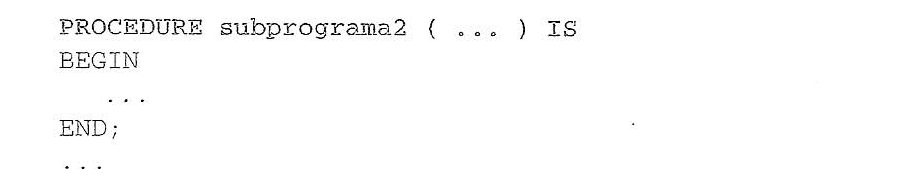 PROCEDURE subprograma2 ( ... ) IS
BEGIN
...
END;
...